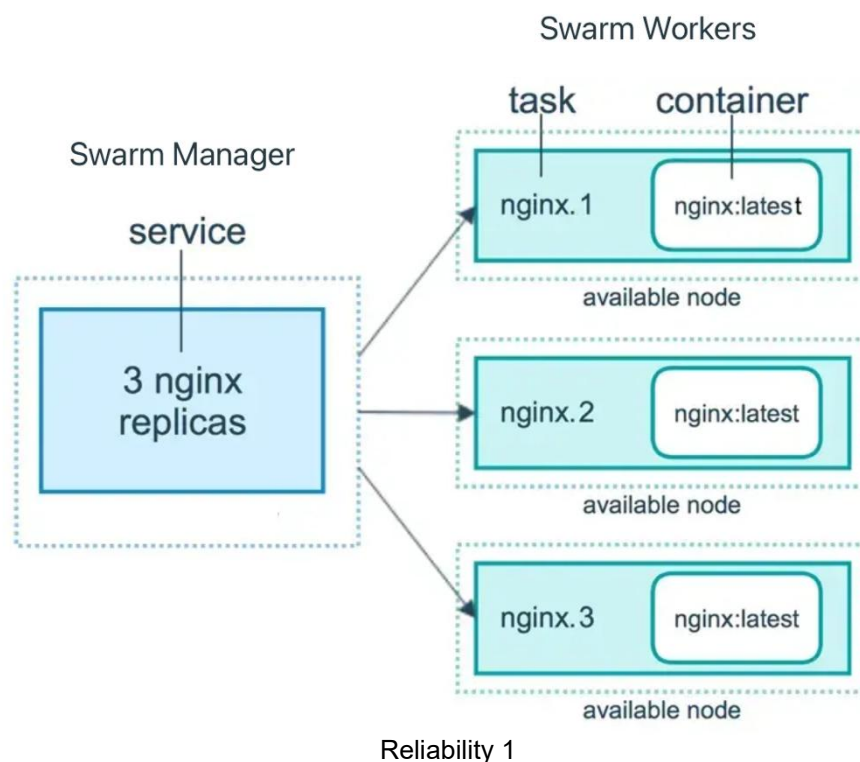 Swarm Workers
task
container
Swarm Manager
service
3 nginx
replicas
nginx.1
nginx:latest
available node
nginx.2
nginx:latest
available node
nginx.3
nginx:latest
available node
Reliability 1